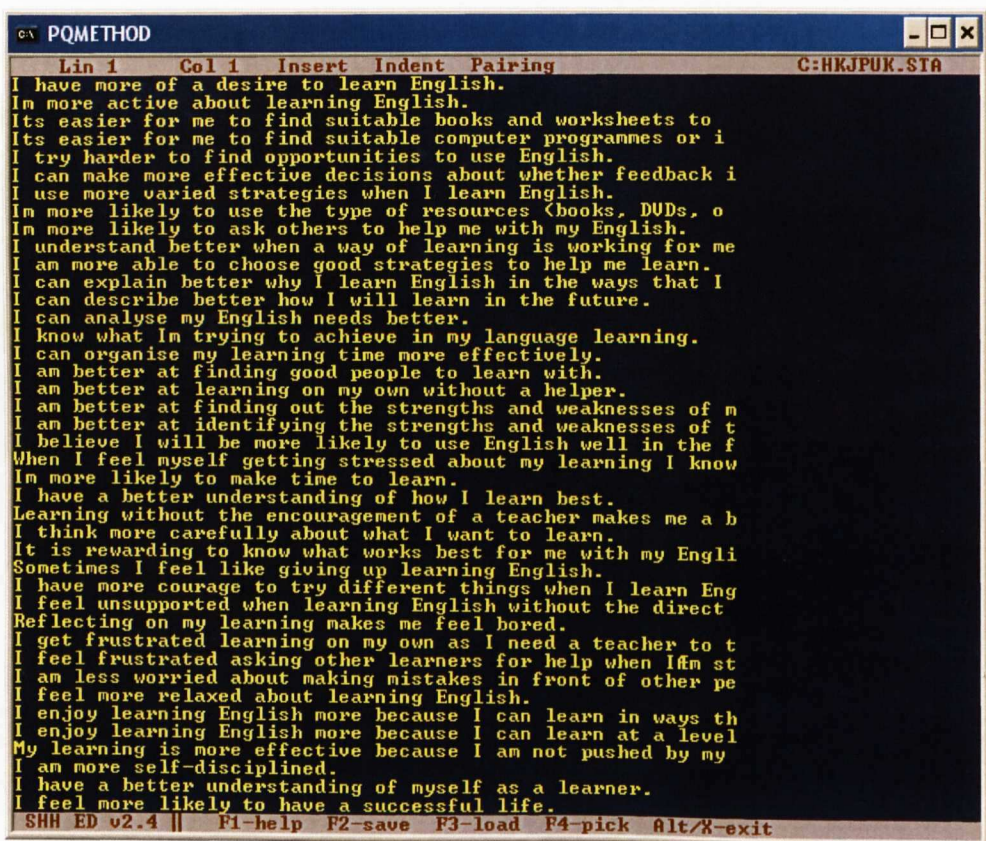 PQMETHOD
Lin 1 Col 1 Insert Indent Pairing C:HKJPUK.STA
I have more of a desire to learn English.
Im more active about learning English.
Its easier for me to find suitable books and worksheets to
Its easier for me to find suitable computer programmes or i
I try harder to find opportunities to use English.
I can make more effective decisions about whether feedback i
I use more varied strategies when I learn English.
Im more likely to use the type of resources (books, DVDs, o
Im more likely to ask others to help me with my English.
I understand better when a way of learning is working for me
I am more able to choose good strategies to help me learn.
I can explain better why I learn English in the ways that I
I can describe better how I will learn in the future.
I can analyse my English needs better.
I know what Im trying to achieve in my language learning.
I can organise my learning time more effectively.
I am better at finding good people to learn with.
I am better at learning on my own without a helper.
I am better at finding out the strengths and weaknesses of m
I am better at identifying the strengths and weaknesses of t
I believe I will be more likely to use English well in the f
When I feel myself getting stressed about my learning I know
Im more likely to make time to learn.
I have a better understanding of how I learn best.
Learning without the encouragement of a teacher makes me a b
I think more carefully about what I want to learn.
It is rewarding to know what works best for me with my Engli
Sometimes I feel like giving up learning English.
I have more courage to try different things when I learn Eng
I feel unsupported when learning English without the direct
Reflecting on my learning makes me feel bored.
I get frustrated learning on my own as I need a teacher to t
I feel frustrated asking other learners for help when IÆm st
I am less worried about making mistakes in front of other pe
I feel more relaxed about learning English.
I enjoy learning English more because I can learn in ways th
I enjoy learning English more because I can learn at a level
My learning is more effective because I am not pushed by my
I am more self-disciplined.
I have a better understanding of myself as a learner.
I feel more likely to have a successful life.
SHH ED v2.4 || F1-help F2-save F3-load F4-pick Alt/X-exit